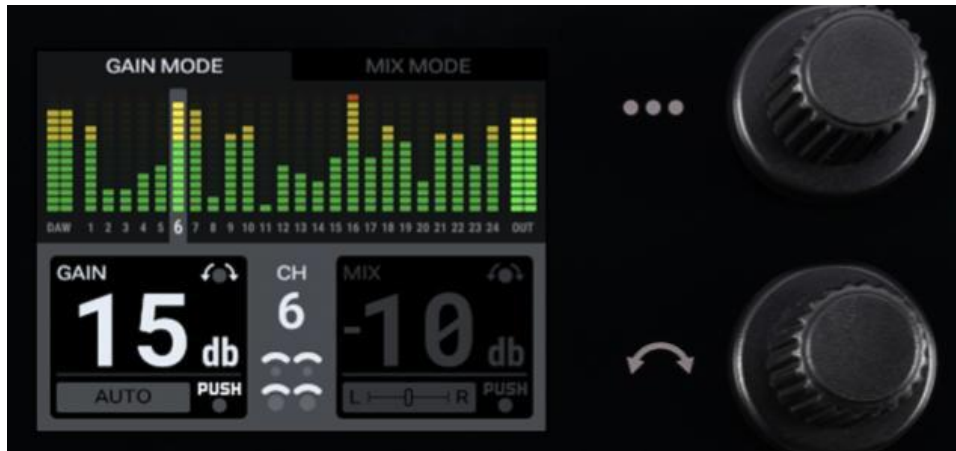 GAIN MODE MIX MODE
DAW 1 2 3 4 5 6 7 8 9 10 11 12 13 14 15 16 17 18 19 20 21 22 23 24 OUT
GAIN CH MIX
15 db 6 -10 db
AUTO PUSH L R PUSH